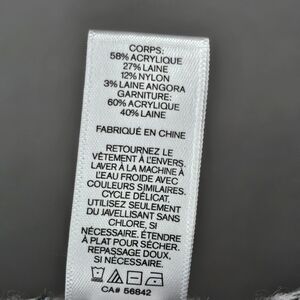 CORPS:
58% ACRYLIQUE
27% LAINE
12% NYLON
3% LAINE ANGORA
GARNITURE:
60% ACRYLIQUE
40% LAINE
FABRIQUÉ EN CHINE
RETOURNEZ LE
VÊTEMENT À L'ENVERS.
LAVER À LA MACHINE À
L'EAU FROIDE AVEC
COULEURS SIMILAIRES.
CYCLE DÉLICAT.
UTILISEZ SEULEMENT
DU JAVELLISANT SANS
CHLORE, SI
NÉCESSAIRE. ÉTENDRE
À PLAT POUR SÉCHER.
REPASSAGE DOUX,
SI NÉCESSAIRE.
CA# 56842